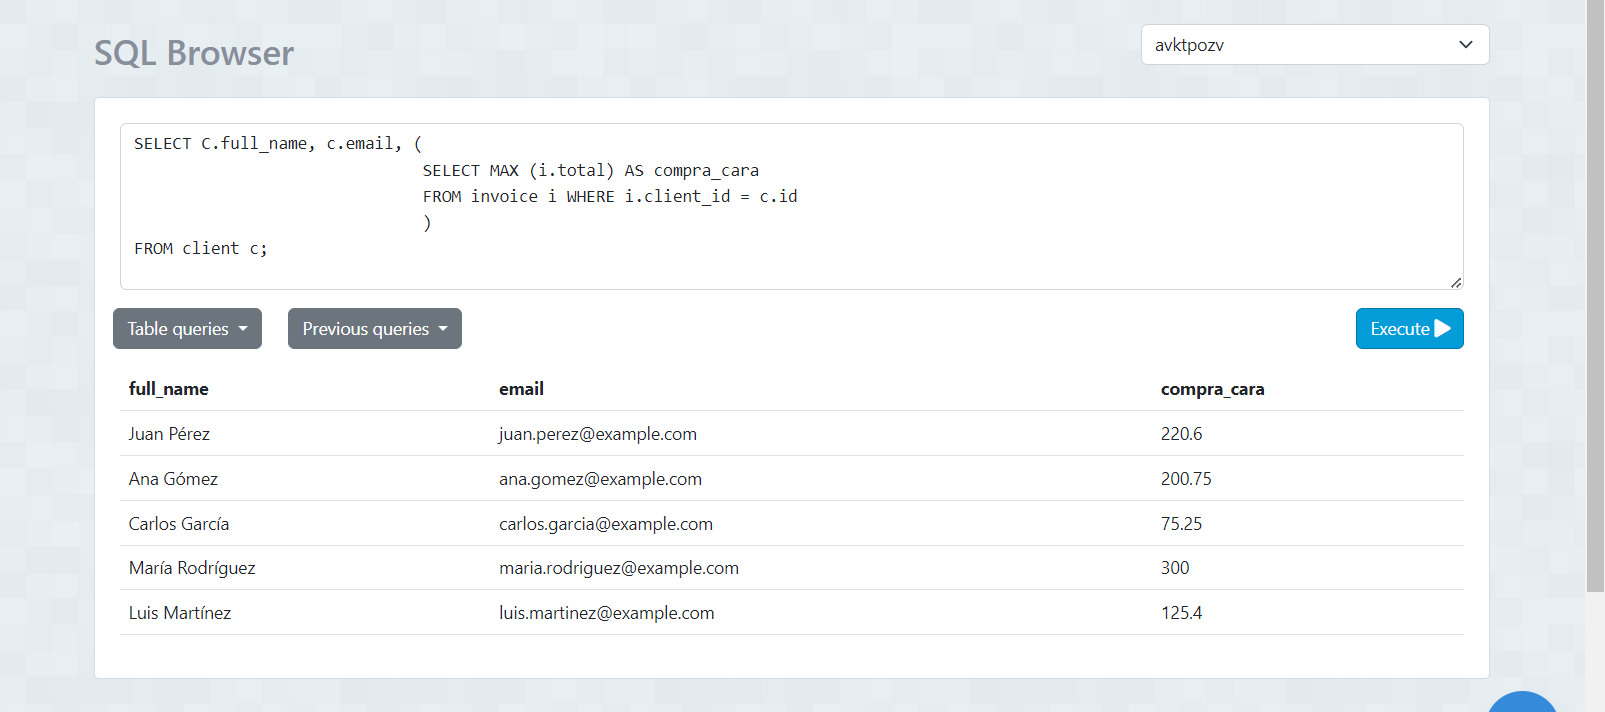 SQL Browser
avktpozv
SELECT C.full_name, c.email, (
SELECT MAX (i.total) AS compra_cara
FROM invoice i WHERE i.client_id = c.id
)
FROM client c;
Table queries
Previous queries
Execute
full_name email compra_cara
Juan Pérez juan.perez@example.com 220.6
Ana Gómez ana.gomez@example.com 200.75
Carlos García carlos.garcia@example.com 75.25
María Rodríguez maria.rodriguez@example.com 300
Luis Martínez luis.martinez@example.com 125.4